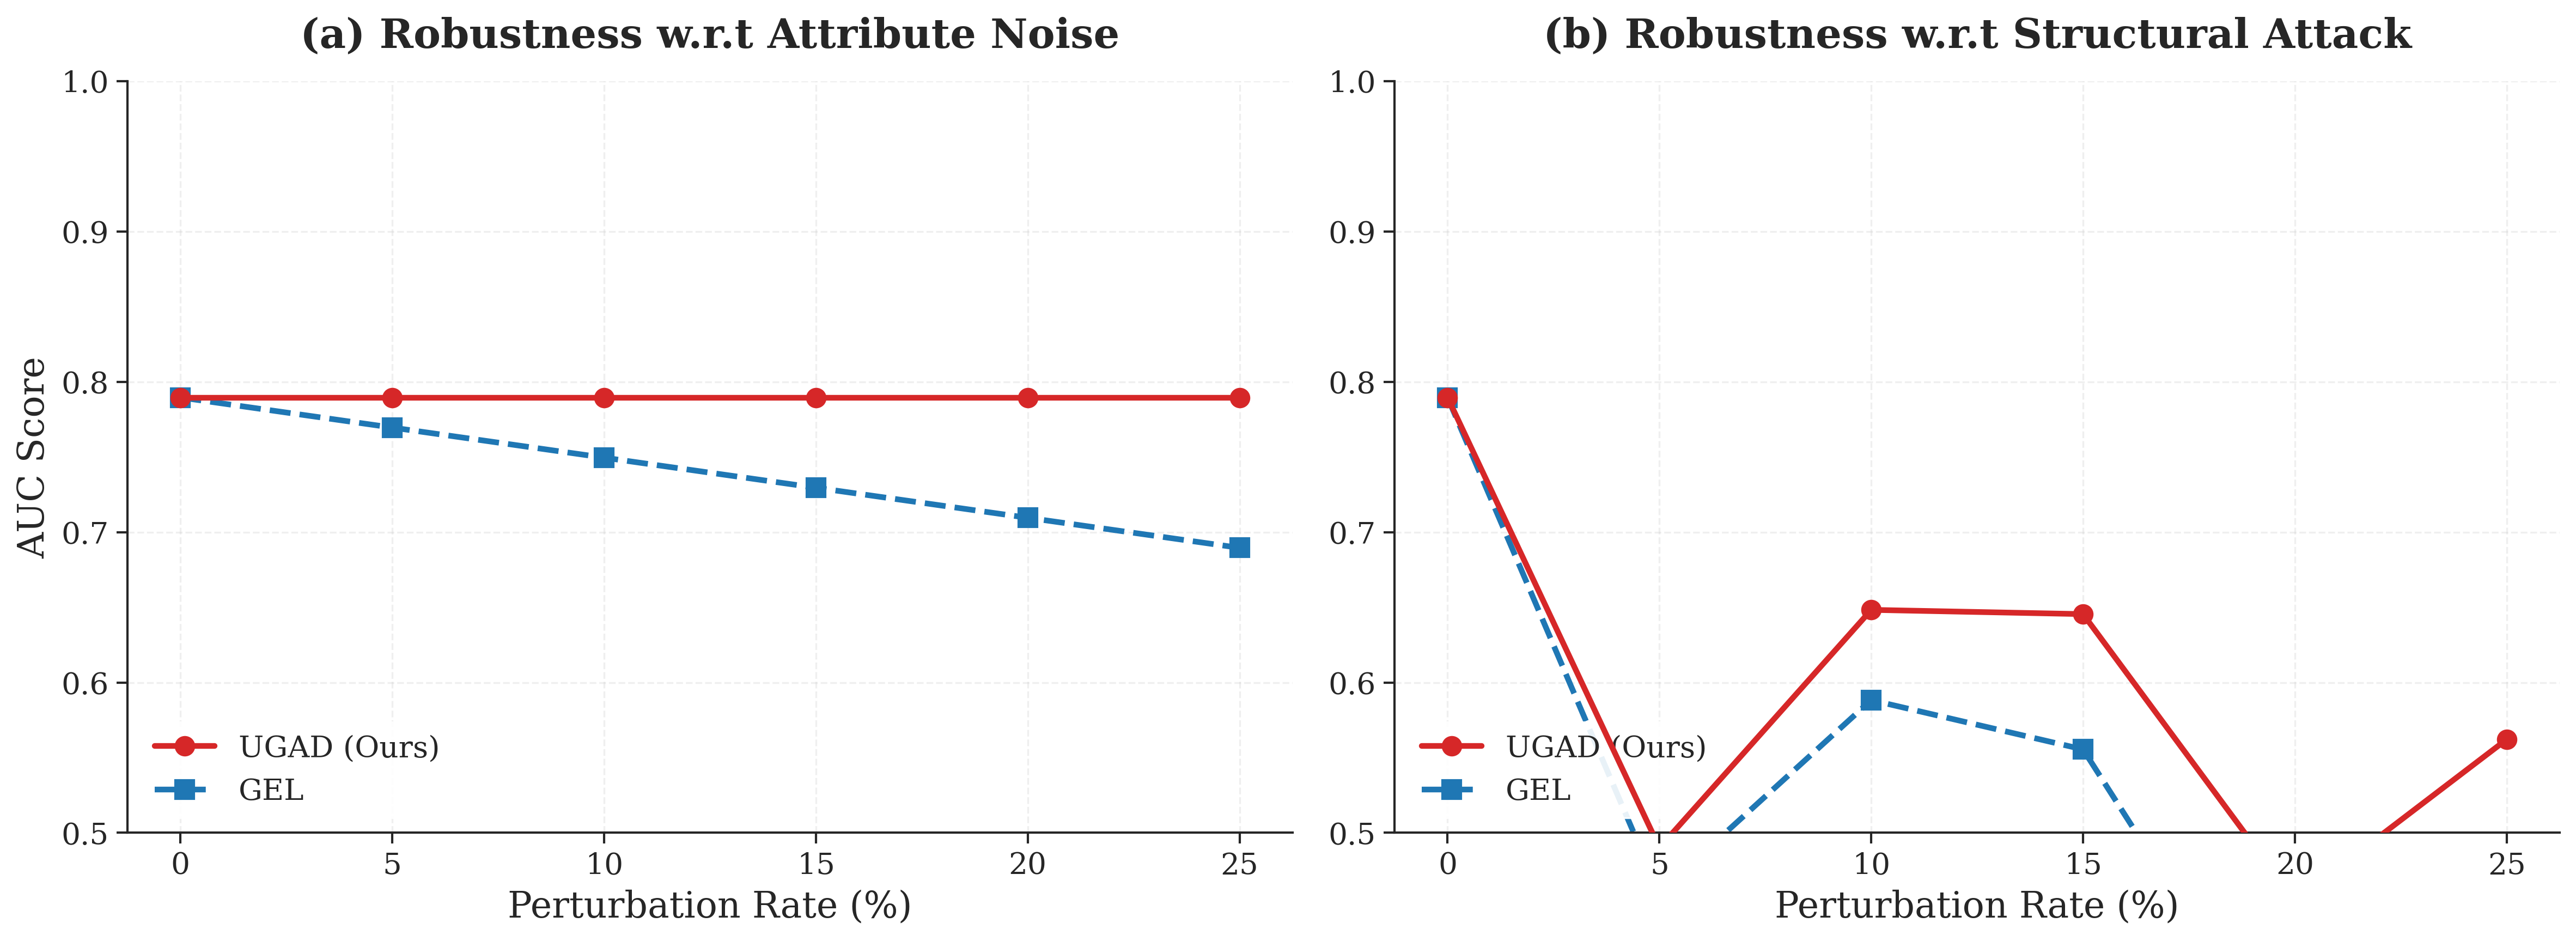 (a) Robustness w.r.t Attribute Noise
1.0
0.9
0.8
0.7
0.6
0.5
AUC Score
UGAD (Ours)
GEL
0 5 10 15 20 25
Perturbation Rate (%)
(b) Robustness w.r.t Structural Attack
1.0
0.9
0.8
0.7
0.6
0.5
UGAD (Ours)
GEL
0 5 10 15 20 25
Perturbation Rate (%)